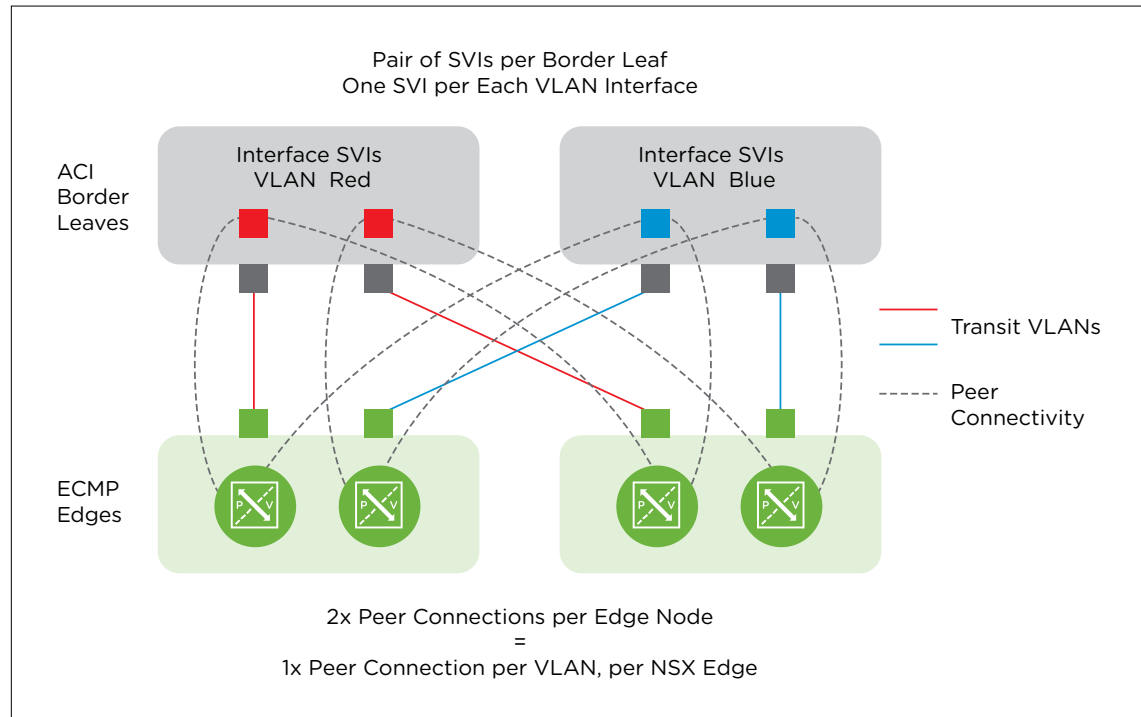 Pair of SVIs per Border Leaf
One SVI per Each VLAN Interface
ACI
Border
Leaves
Interface SVIs
VLAN Red
Interface SVIs
VLAN Blue
Transit VLANs
Peer
Connectivity
ECMP
Edges
P V
P V
P V
P V
2x Peer Connections per Edge Node
=
1x Peer Connection per VLAN, per NSX Edge